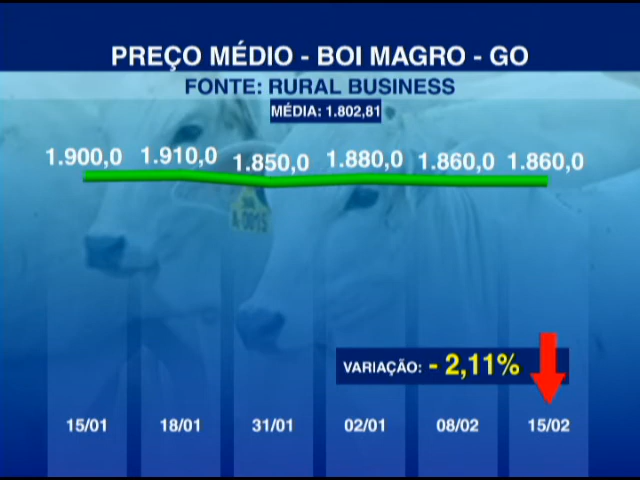 PREÇO MÉDIO - BOI MAGRO - GO
FONTE: RURAL BUSINESS
MÉDIA: 1.802,81
1.900,0 1.910,0 1.850,0 1.880,0 1.860,0 1.860,0
A-0015
VARIAÇÃO: - 2,11%
15/01 18/01 31/01 02/01 08/02 15/02